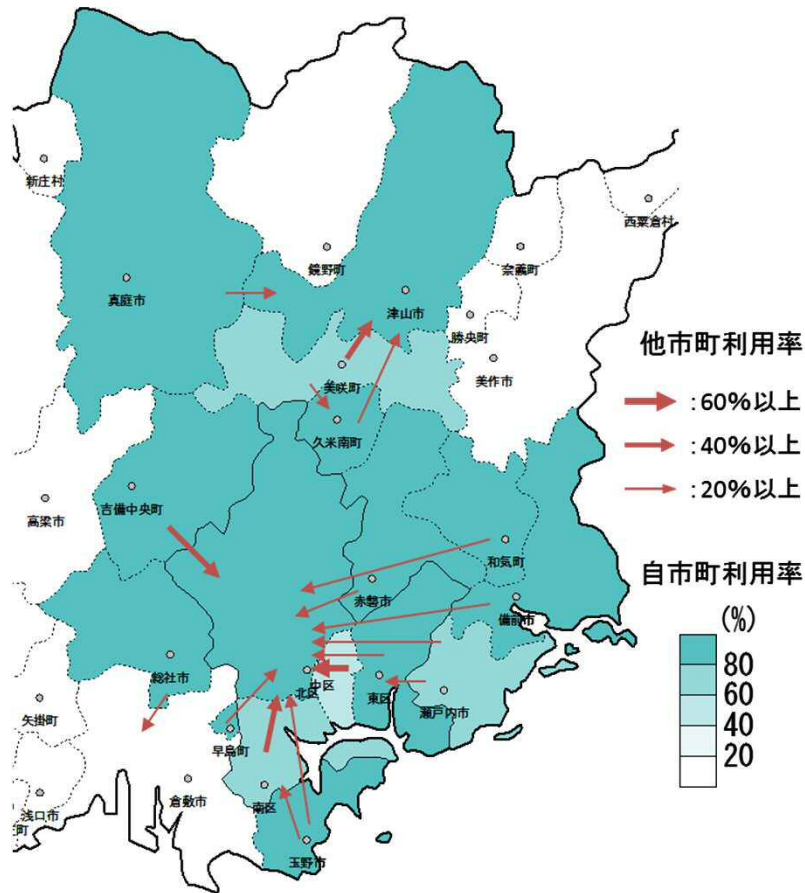 新庄村
西粟倉村
鏡野町
奈義町
真庭市
津山市
勝央町
美作市
美咲町
久米南町
他市町利用率
:60%以上
:40%以上
:20%以上
吉備中央町
高梁市
和気町
赤磐市
備前市
自市町利用率
(%)
80
60
40
20
総社市
北区
中区
東区
瀬戸内市
矢掛町
早島町
倉敷市
南区
浅口市
町
玉野市